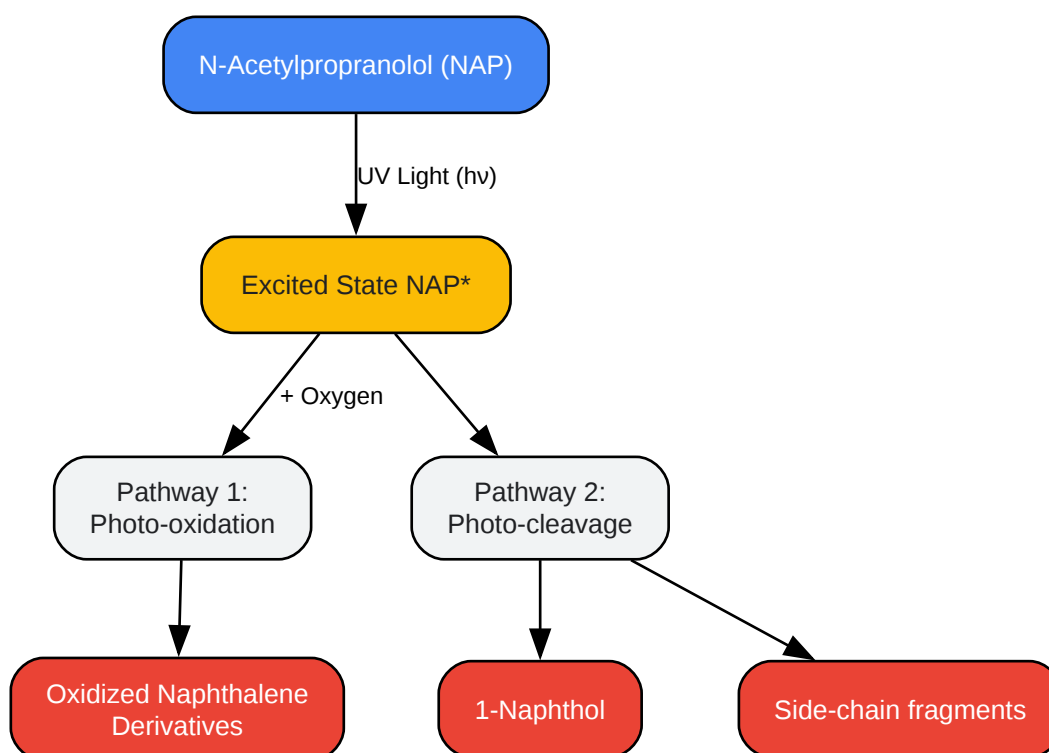 N-Acetylpropranolol (NAP)
UV Light (hν)
Excited State NAP*
+ Oxygen
Pathway 1:
Photo-oxidation
Pathway 2:
Photo-cleavage
Oxidized Naphthalene
Derivatives
1-Naphthol
Side-chain fragments